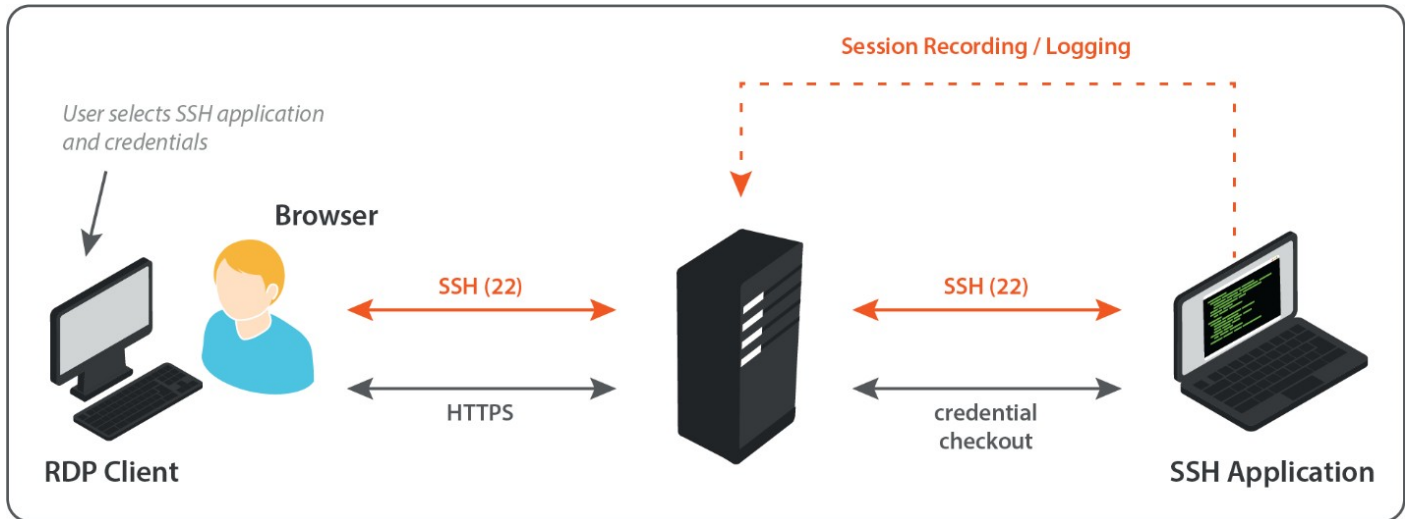 Session Recording / Logging
User selects SSH application
and credentials
Browser
SSH (22)
SSH (22)
HTTPS
credential
checkout
RDP Client
SSH Application